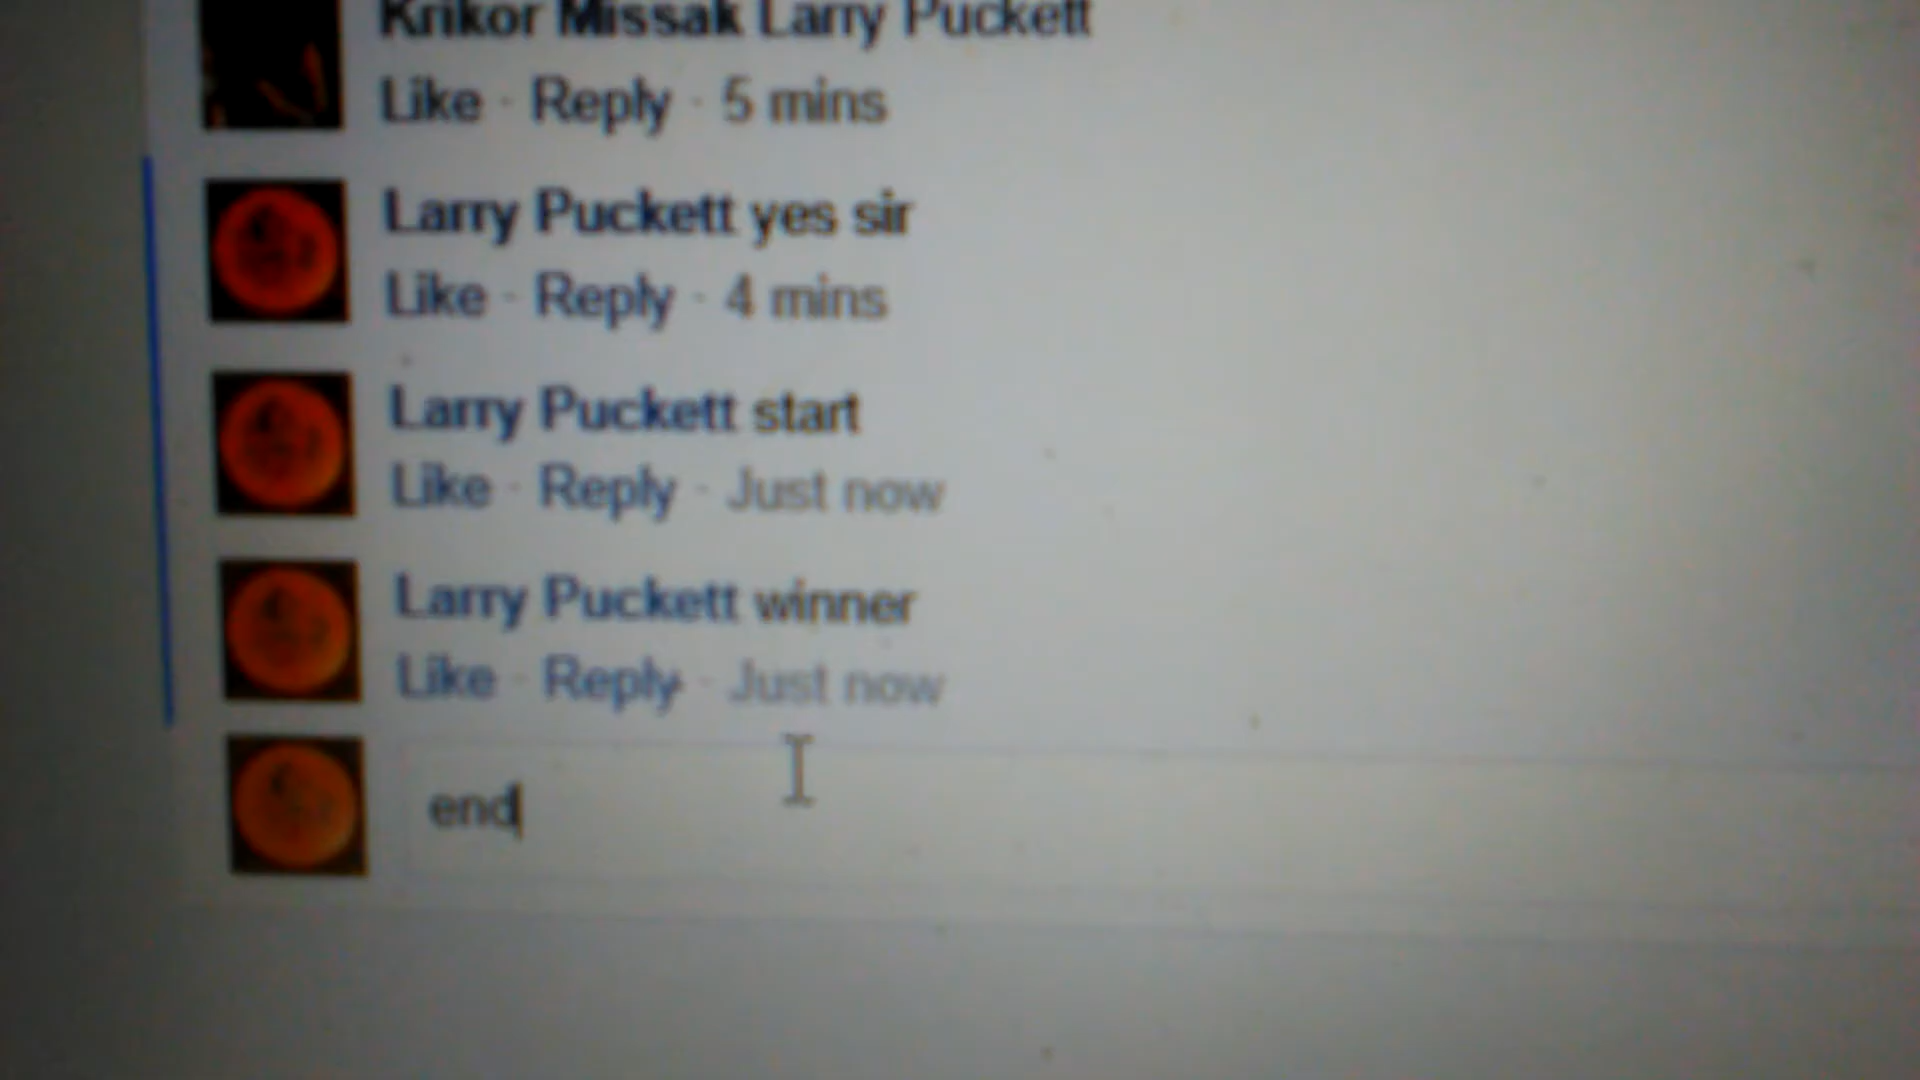 Krikor Missak Larry Puckett
Like · Reply · 5 mins
Larry Puckett yes sir
Like · Reply · 4 mins
Larry Puckett start
Like · Reply · Just now
Larry Puckett winner
Like · Reply · Just now
end